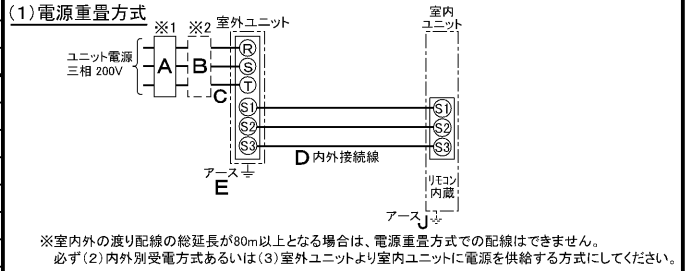 (1)電源重畳方式
※1 ※2 室外ユニット 室内ユニット
ユニット電源
三相 200V
A B C
R
S
T
S1 S1
S2 S2
S3 S3
D 内外接続線
アース
E
リモコン
内蔵
アース J
※室内外の渡り配線の総延長が80m以上となる場合は、電源重畳方式での配線はできません。
必ず(2)内外別受電方式あるいは(3)室外ユニットより室内ユニットに電源を供給する方式にしてください。